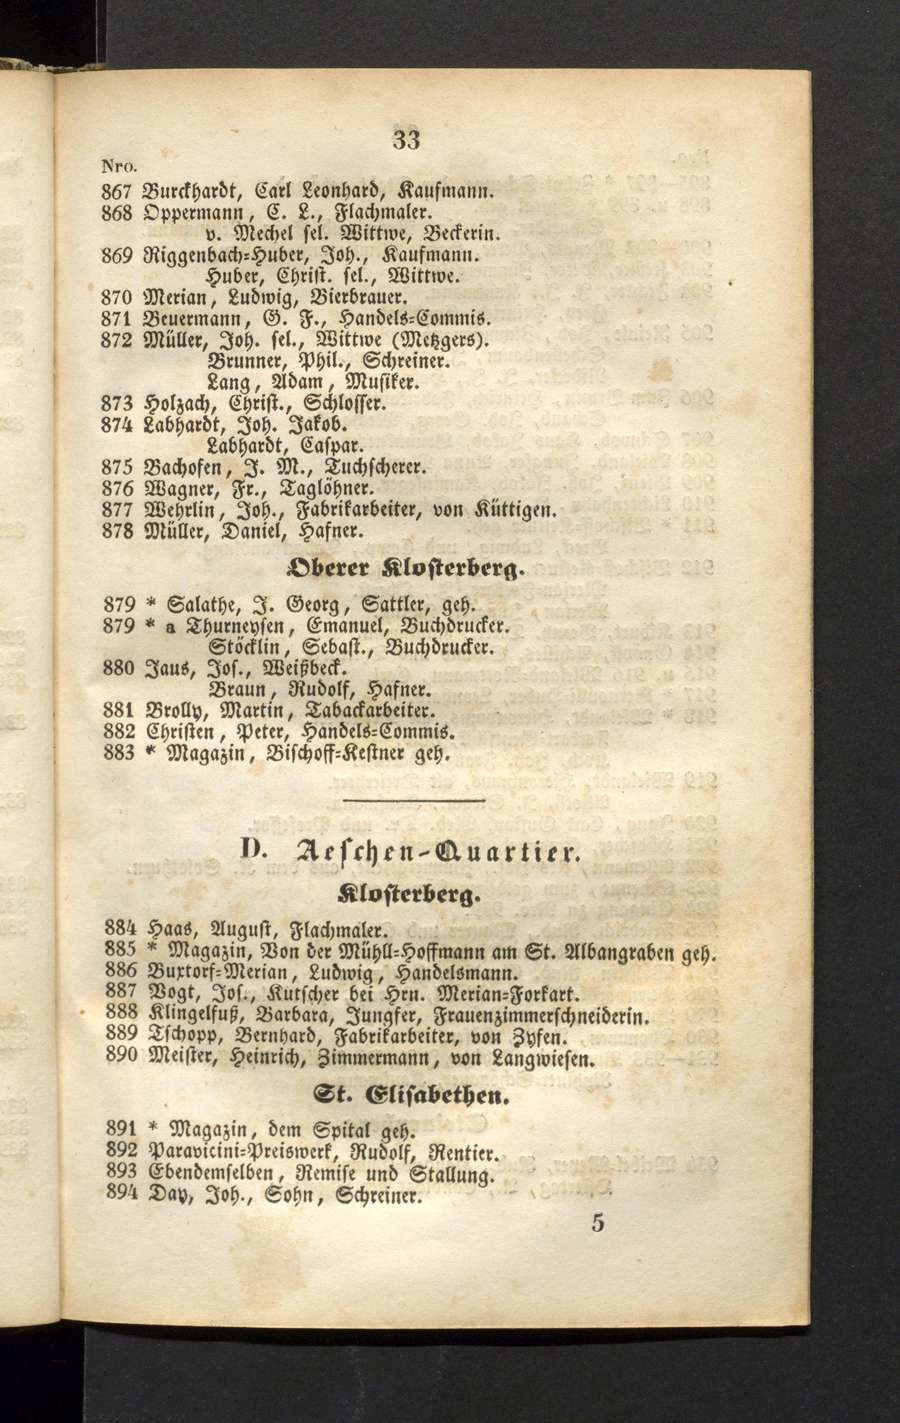 33
Nro.
867 Burckhardt, Carl Leonhard, Kaufmann.
868 Oppermann, C. L., Flachmaler.
v. Mechel sel. Wittwe, Beckerin.
869 Riggenbach-Huber, Joh., Kaufmann.
Huber, Christ. sel., Wittwe.
870 Merian, Ludwig, Bierbrauer.
871 Beuermann, G. F., Handels-Commis.
872 Müller, Joh. sel., Wittwe (Metzgers).
Brunner, Phil., Schreiner.
Lang, Adam, Musiker.
873 Holzach, Christ., Schlosser.
874 Labhardt, Joh. Jakob.
Labhardt, Caspar.
875 Bachofen, J. M., Tuchscherer.
876 Wagner, Fr., Taglöhner.
877 Wehrlin, Joh., Fabrikarbeiter, von Küttigen.
878 Müller, Daniel, Hafner.
Oberer Klosterberg.
879 * Salathe, J. Georg, Sattler, geh.
879 * a Thurneysen, Emanuel, Buchdrucker.
Stöcklin, Sebast., Buchdrucker.
880 Jaus, Jos., Weißbeck.
Braun, Rudolf, Hafner.
881 Brolly, Martin, Tabackarbeiter.
882 Christen, Peter, Handels-Commis.
883 * Magazin, Bischoff-Kestner geh.
D. Aeschen-Quartier.
Klosterberg.
884 Haas, August, Flachmaler.
885 * Magazin, Von der Mühll-Hoffmann am St. Albangraben geh.
886 Buxtorf-Merian, Ludwig, Handelsmann.
887 Vogt, Jos., Kutscher bei Hrn. Merian-Forkart.
888 Klingelfuß, Barbara, Jungfer, Frauenzimmerschneiderin.
889 Tschopp, Bernhard, Fabrikarbeiter, von Zyfen.
890 Meister, Heinrich, Zimmermann, von Langwiesen.
St. Elisabethen.
891 * Magazin, dem Spital geh.
892 Paravicini-Preiswerk, Rudolf, Rentier.
893 Ebendemselben, Remise und Stallung.
894 Day, Joh., Sohn, Schreiner.
5